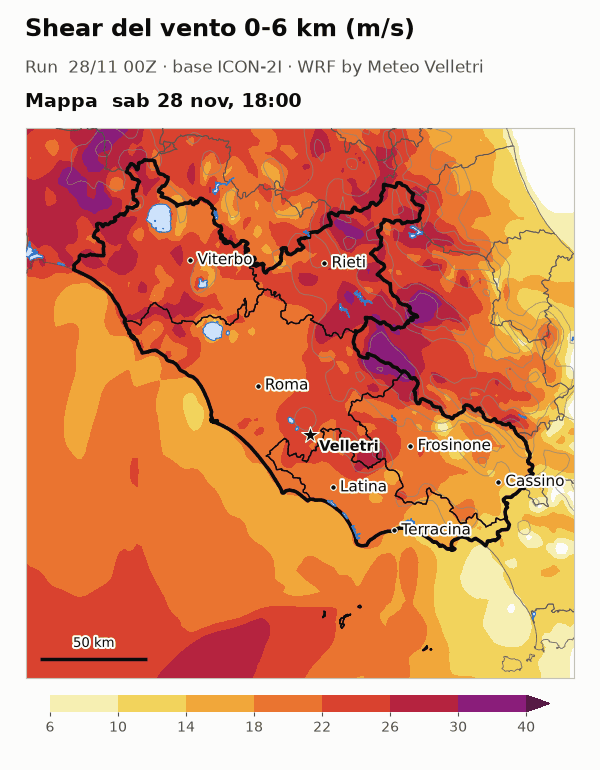 Shear del vento 0-6 km (m/s)
Run  28/11 00Z · base ICON-2I · WRF by Meteo Velletri
Mappa  sab 28 nov, 18:00
Viterbo
Rieti
Roma
Velletri
Frosinone
Cassino
Latina
Terracina
50 km
6 10 14 18 22 26 30 40